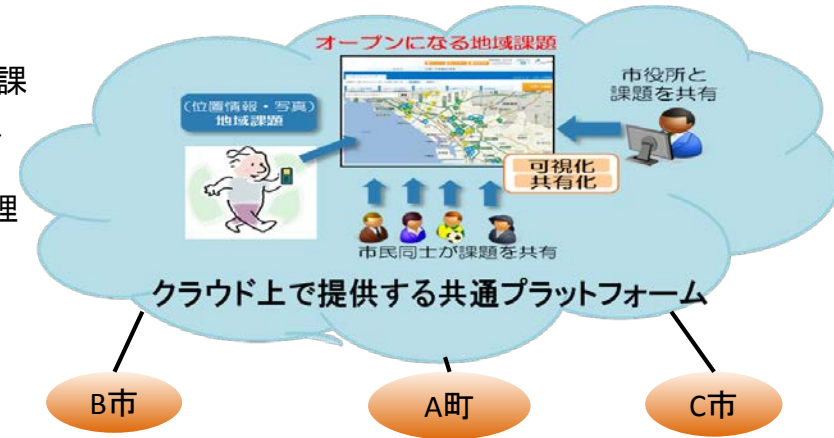 課
理
オープンになる地域課題
(位置情報・写真)
地域課題
市役所と
課題を共有
可視化
共有化
市民同士が課題を共有
クラウド上で提供する共通プラットフォーム
B市
A町
C市